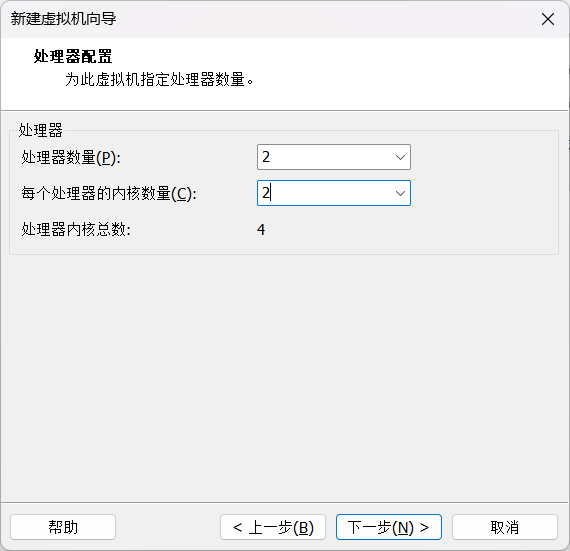 新建虚拟机向导
处理器配置
为此虚拟机指定处理器数量。
处理器
处理器数量(P): 2
每个处理器的内核数量(C): 2
处理器内核总数: 4
帮助 < 上一步(B) 下一步(N) > 取消